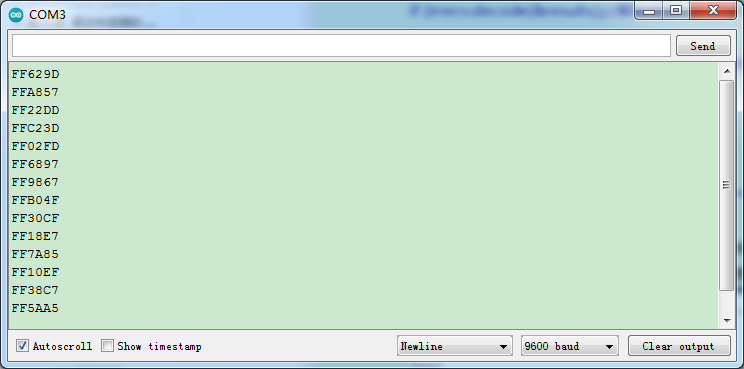 COM3
Send
FF629D
FFA857
FF22DD
FFC23D
FF02FD
FF6897
FF9867
FFB04F
FF30CF
FF18E7
FF7A85
FF10EF
FF38C7
FF5AA5
Autoscroll Show timestamp Newline 9600 baud Clear output